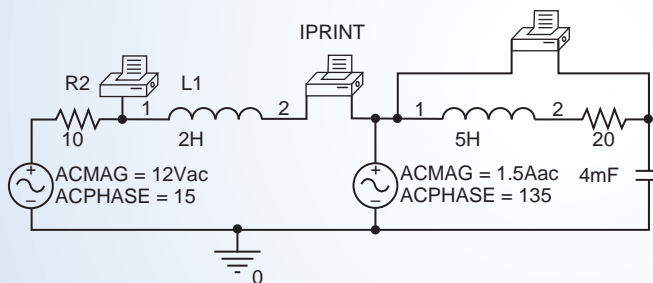 IPRINT
R2
L1
1
2
1
2
10
2H
5H
20
ACMAG = 12Vac
ACPHASE = 15
ACMAG = 1.5Aac
ACPHASE = 135
4mF
0